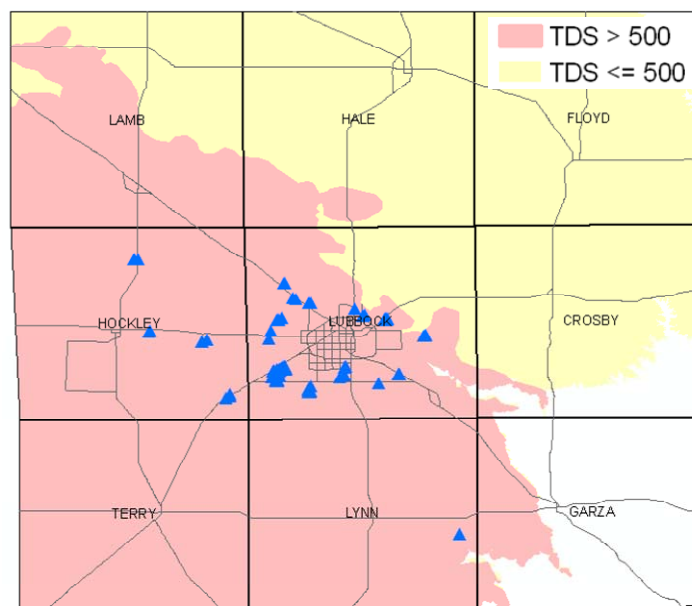 TDS > 500
TDS <= 500
LAMB
HALE
FLOYD
HOCKLEY
LUBBOCK
CROSBY
TERRY
LYNN
GARZA